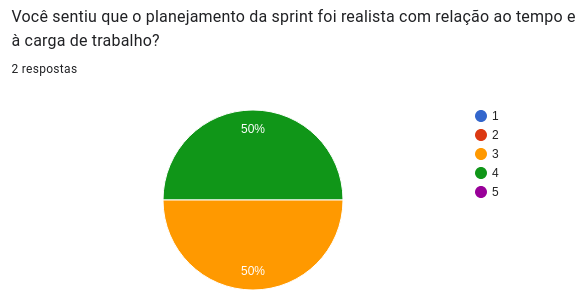 Você sentiu que o planejamento da sprint foi realista com relação ao tempo e
à carga de trabalho?
2 respostas
50%
50%
1
2
3
4
5